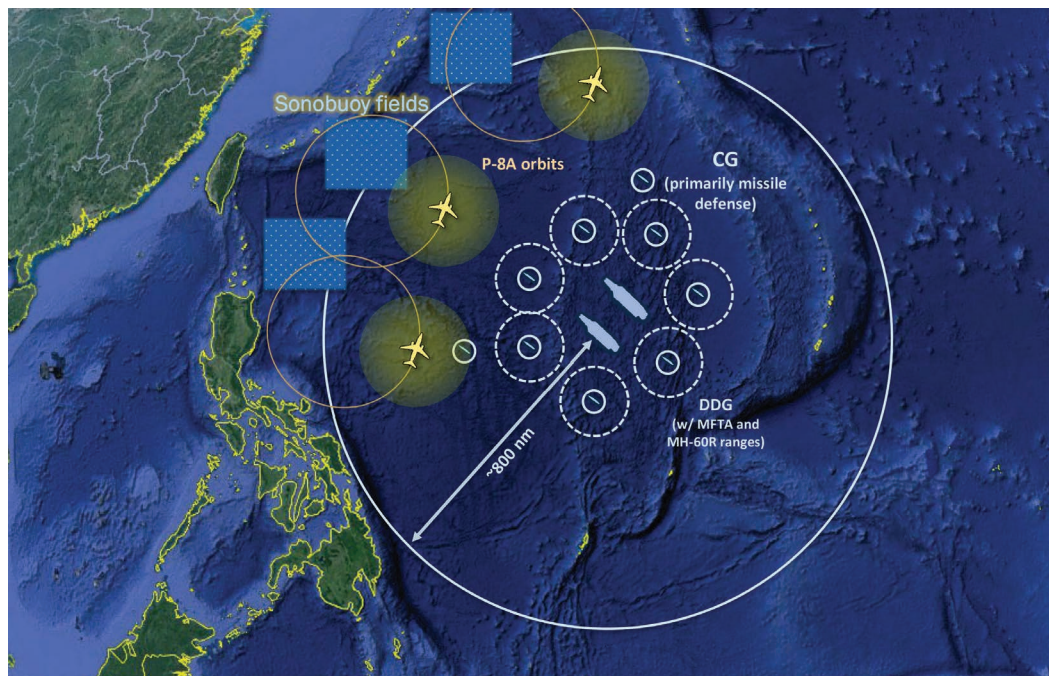 Sonobuoy fields
P-8A orbits
CG
(primarily missile
defense)
~800 nm
DDG
(w/ MFTA and
MH-60R ranges)